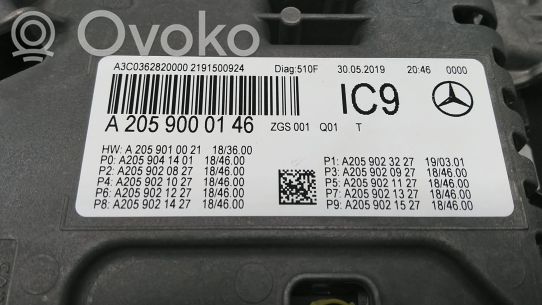 OVOKO
A3C0362820000 2191500924 Diag:510F 30.05.2019 20:46 0000
IC9
A 205 900 01 46 ZGS 001 Q01 T
HW: A 205 901 00 21 18/36.00
P0: A205 904 14 01 18/46.00 P1: A205 902 32 27 19/03.01
P2: A205 902 08 27 18/46.00 P3: A205 902 09 27 18/46.00
P4: A205 902 10 27 18/46.00 P5: A205 902 11 27 18/46.00
P6: A205 902 12 27 18/46.00 P7: A205 902 13 27 18/46.00
P8: A205 902 14 27 18/46.00 P9: A205 902 15 27 18/46.00